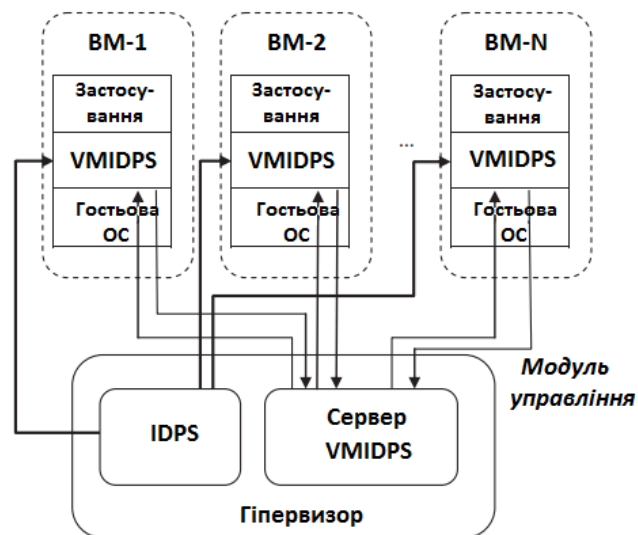 ВМ-1
ВМ-2
ВМ-N
Застосу-
вання
Застосу-
вання
Застосу-
вання
...
VMIDPS
VMIDPS
VMIDPS
Гостьова
ОС
Гостьова
ОС
Гостьова
ОС
Модуль
управління
IDPS
Сервер
VMIDPS
Гіпервизор